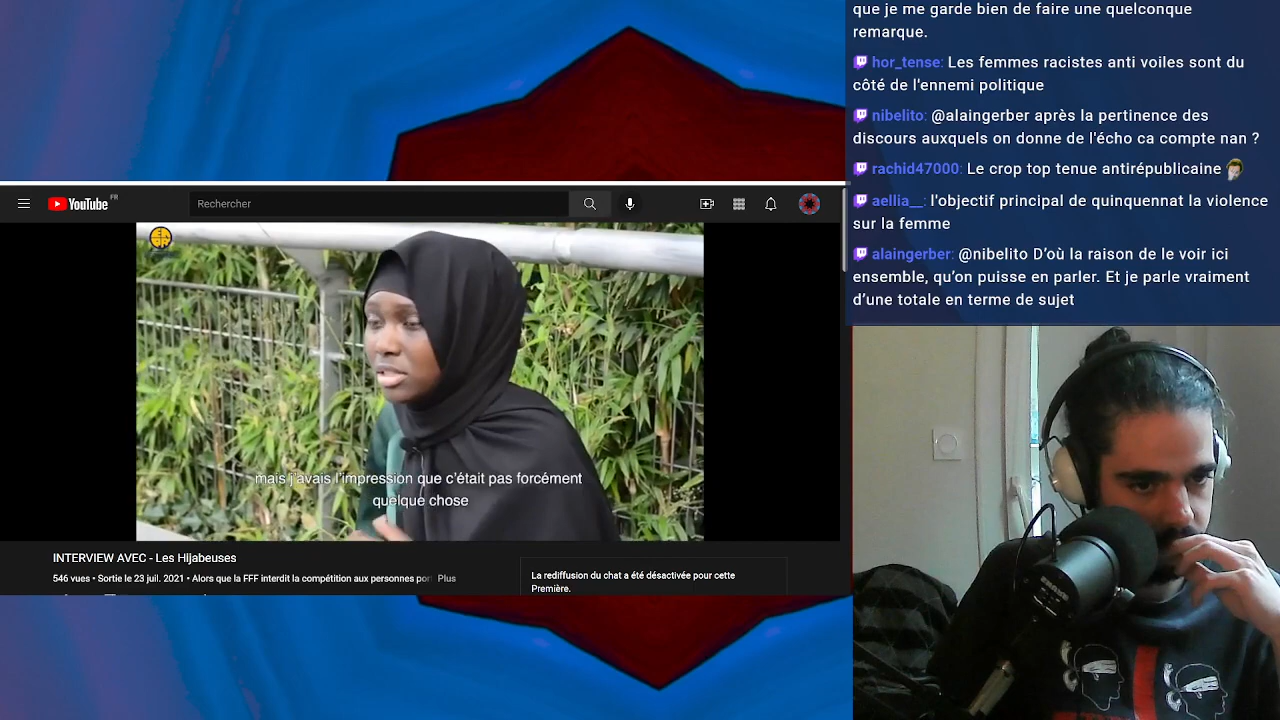 que je me garde bien de faire une quelconque
remarque.
hor_tense: Les femmes racistes anti voiles sont du
côté de l'ennemi politique
nibelito: @alaingerber après la pertinence des
discours auxquels on donne de l'écho ca compte nan ?
rachid47000: Le crop top tenue antirépublicaine
aellia__: l'objectif principal de quinquennat la violence
sur la femme
alaingerber: @nibelito D’où la raison de le voir ici
ensemble, qu’on puisse en parler. Et je parle vraiment
d’une totale en terme de sujet
YouTube FR
Rechercher
mais j’avais l’impression que c’était pas forcément
quelque chose
INTERVIEW AVEC - Les Hijabeuses
546 vues • Sortie le 23 juil. 2021 • Alors que la FFF interdit la compétition aux personnes por Plus
La rediffusion du chat a été désactivée pour cette
Première.